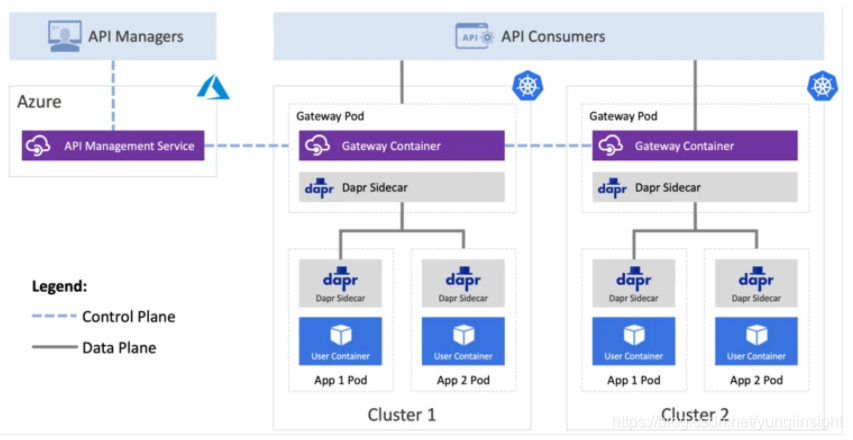 API Managers
API
API Consumers
Azure
API Management Service
Gateway Pod
Gateway Container
dapr
Dapr Sidecar
Gateway Pod
Gateway Container
dapr
Dapr Sidecar
dapr
Dapr Sidecar
User Container
App 1 Pod
dapr
Dapr Sidecar
User Container
App 2 Pod
Cluster 1
dapr
Dapr Sidecar
User Container
App 1 Pod
dapr
Dapr Sidecar
User Container
App 2 Pod
Cluster 2
Legend:
Control Plane
Data Plane
https://blog.csdn.net/yunqiinsight